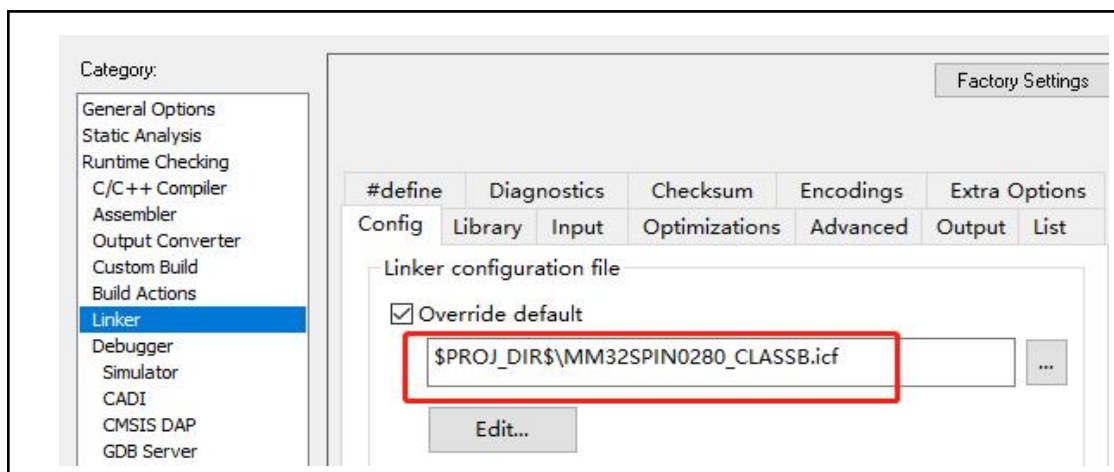 Category:
Factory Settings
General Options
Static Analysis
Runtime Checking
C/C++ Compiler
Assembler
Output Converter
Custom Build
Build Actions
Linker
Debugger
Simulator
CADI
CMSIS DAP
GDB Server
#define Diagnostics Checksum Encodings Extra Options
Config Library Input Optimizations Advanced Output List
Linker configuration file
Override default
$PROJ_DIR$\MM32SPIN0280_CLASSB.icf
...
Edit...